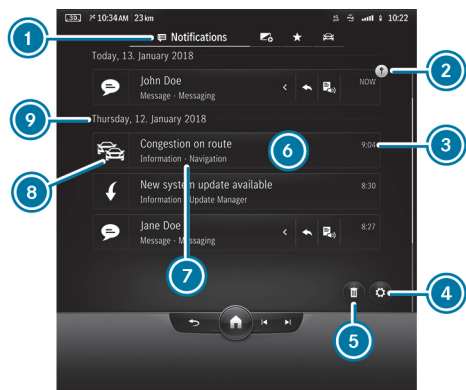 3D 10:34AM 23km 10:22
1 Notifications
Today, 13. January 2018
2
John Doe NOW
Message - Messaging
9 Thursday, 12. January 2018
Congestion on route 6 9:04 3
Information - Navigation
8
New system update available 8:30
Information - Update Manager
Jane Doe 8:27
Message - Messaging
7
4
5